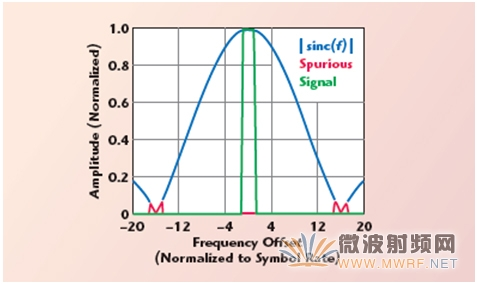 1.0
0.8
0.6
0.4
0.2
0
Amplitude (Normalized)
|sinc(f)|
Spurious
Signal
−20 −12 −4 4 12 20
Frequency Offset
(Normalized to Symbol Rate)
微波射频网
WWW.MWRF.NET